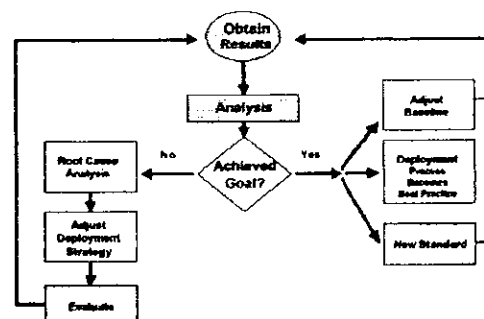 Obtain
Results
Analysis
Achieved
Goal?
No
Yes
Root Cause
Analysis
Adjust
Deployment
Strategy
Evaluate
Adjust
Baseline
Deployment
Process
Becomes
Best Practice
New Standard